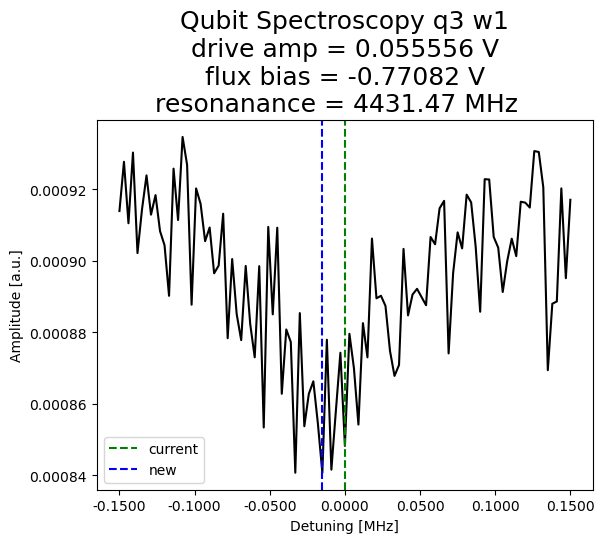 Qubit Spectroscopy q3 w1
drive amp = 0.055556 V
flux bias = -0.77082 V
resonanance = 4431.47 MHz
Amplitude [a.u.]
0.00092
0.00090
0.00088
0.00086
0.00084
current
new
-0.1500 -0.1000 -0.0500 0.0000 0.0500 0.1000 0.1500
Detuning [MHz]